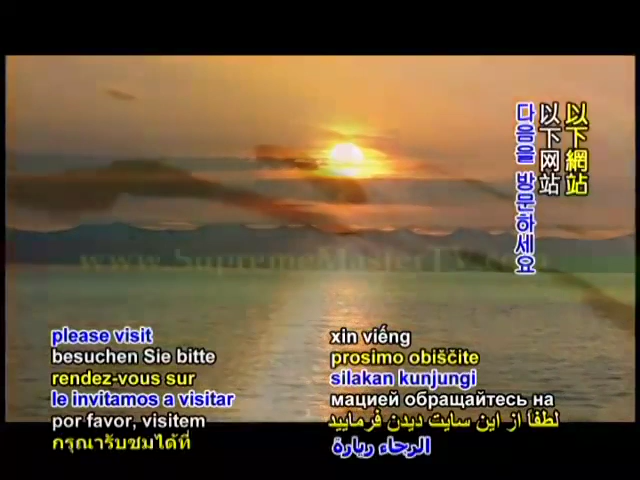 以下網站
以下网站
다음을 방문하세요
www.SupremeMasterTV.com
please visit
besuchen Sie bitte
rendez-vous sur
le invitamos a visitar
por favor, visitem
กรุณารับชมได้ที่
xin viếng
prosimo obiščite
silakan kunjungi
мацией обращайтесь на
لطفاً از این سایت دیدن فرمایید
الرجاء زيارة